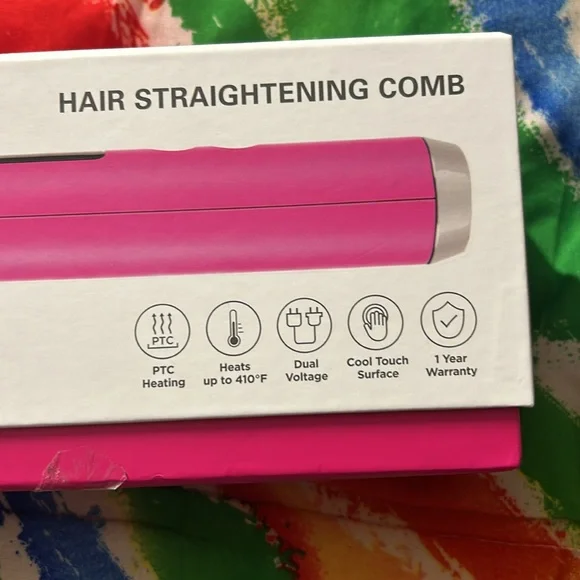 HAIR STRAIGHTENING COMB
PTC
PTC
Heating
Heats
up to 410°F
Dual
Voltage
Cool Touch
Surface
1 Year
Warranty